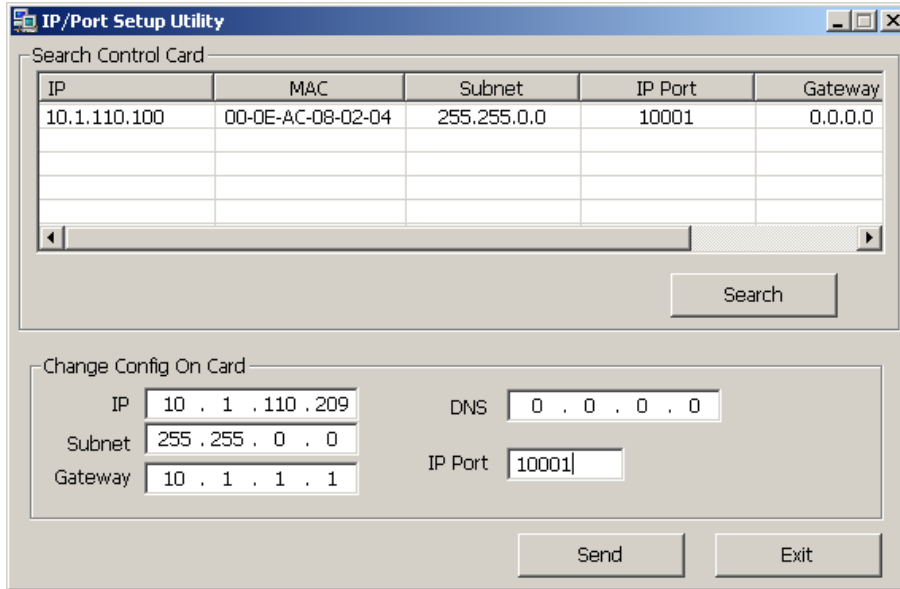 IP/Port Setup Utility
Search Control Card
IP MAC Subnet IP Port Gateway
10.1.110.100 00-0E-AC-08-02-04 255.255.0.0 10001 0.0.0.0
Search
Change Config On Card
IP 10 . 1 .110 .209 DNS 0 . 0 . 0 . 0
Subnet 255 .255 . 0 . 0
IP Port 10001
Gateway 10 . 1 . 1 . 1
Send Exit